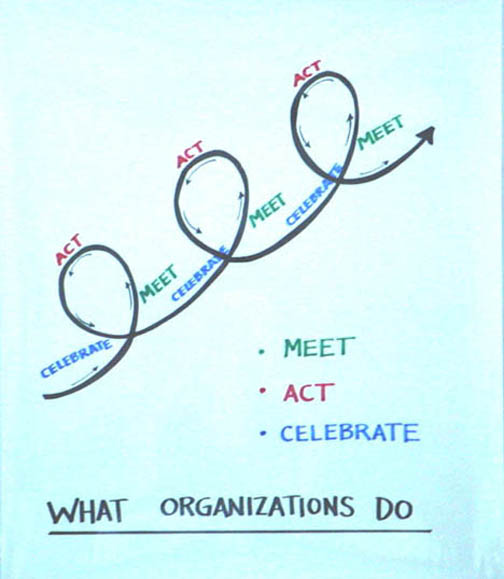 ACT
MEET
ACT
CELEBRATE
MEET
ACT
CELEBRATE
MEET
CELEBRATE
• MEET
• ACT
• CELEBRATE
WHAT ORGANIZATIONS DO